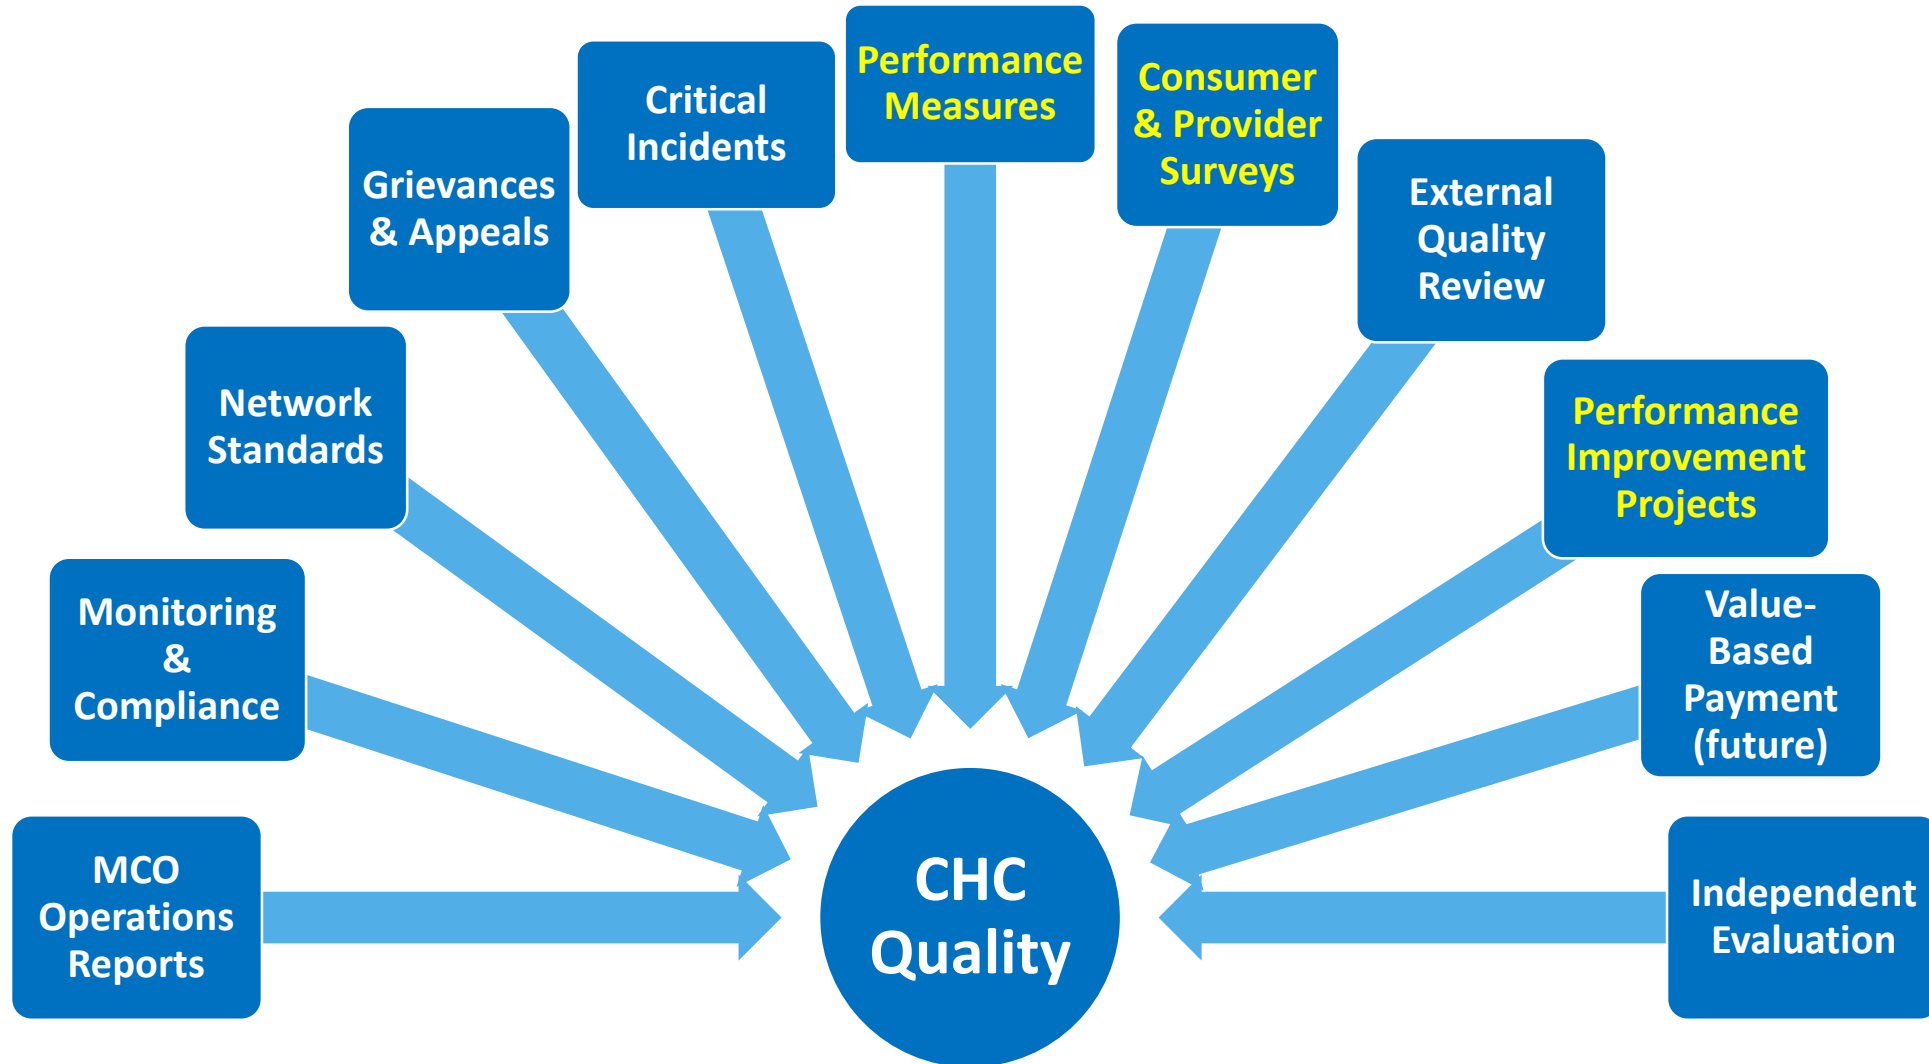 MCO
Operations
Reports
Monitoring
&
Compliance
Network
Standards
Grievances
& Appeals
Critical
Incidents
Performance
Measures
Consumer
& Provider
Surveys
External
Quality
Review
Performance
Improvement
Projects
Value-
Based
Payment
(future)
Independent
Evaluation
CHC
Quality